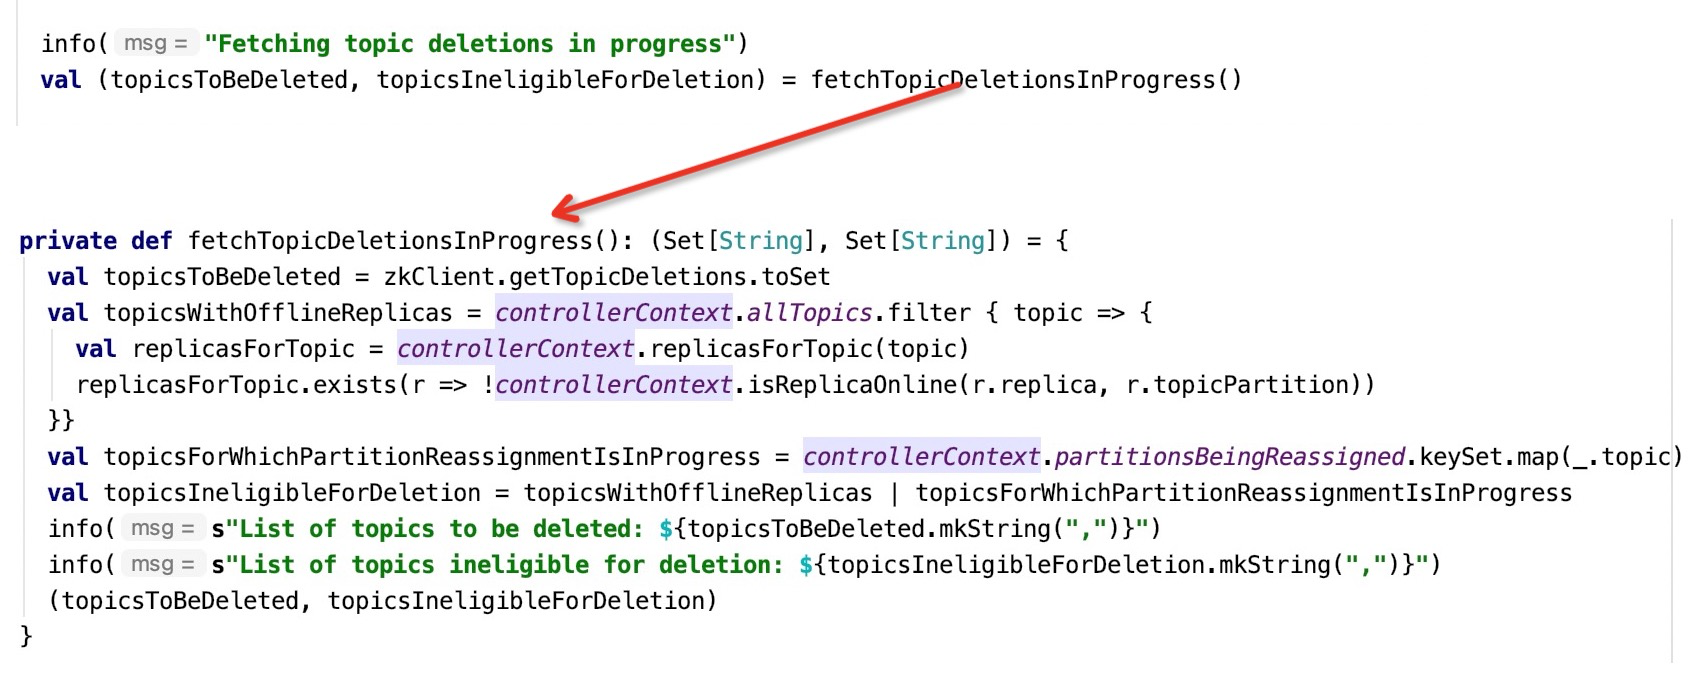 info( msg = "Fetching topic deletions in progress")
val (topicsToBeDeleted, topicsIneligibleForDeletion) = fetchTopicDeletionsInProgress()
private def fetchTopicDeletionsInProgress(): (Set[String], Set[String]) = {
val topicsToBeDeleted = zkClient.getTopicDeletions.toSet
val topicsWithOfflineReplicas = controllerContext.allTopics.filter { topic => {
val replicasForTopic = controllerContext.replicasForTopic(topic)
replicasForTopic.exists(r => !controllerContext.isReplicaOnline(r.replica, r.topicPartition))
}}
val topicsForWhichPartitionReassignmentIsInProgress = controllerContext.partitionsBeingReassigned.keySet.map(_.topic)
val topicsIneligibleForDeletion = topicsWithOfflineReplicas | topicsForWhichPartitionReassignmentIsInProgress
info( msg = s"List of topics to be deleted: ${topicsToBeDeleted.mkString(",")}")
info( msg = s"List of topics ineligible for deletion: ${topicsIneligibleForDeletion.mkString(",")}")
(topicsToBeDeleted, topicsIneligibleForDeletion)
}